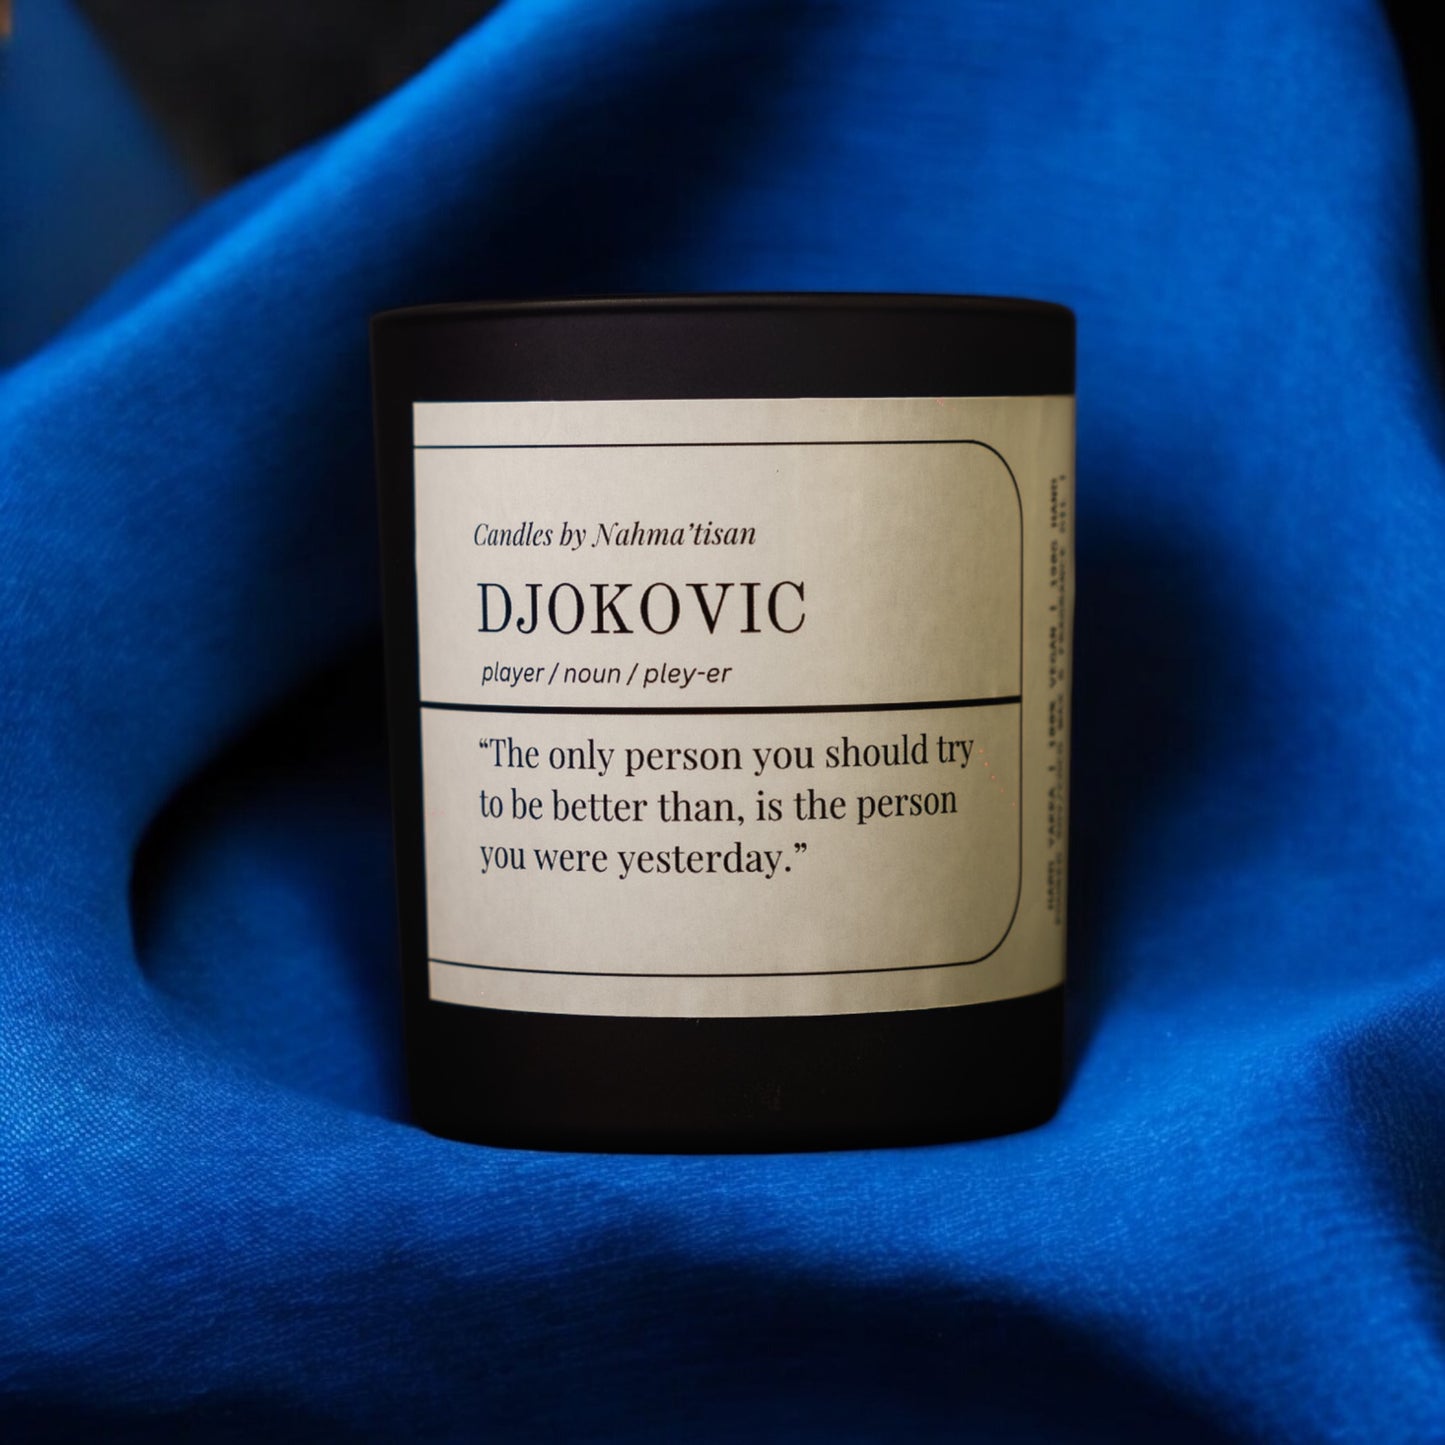 Candles by Nahma’tisan
DJOKOVIC
player / noun / pley-er
“The only person you should try
to be better than, is the person
you were yesterday.”